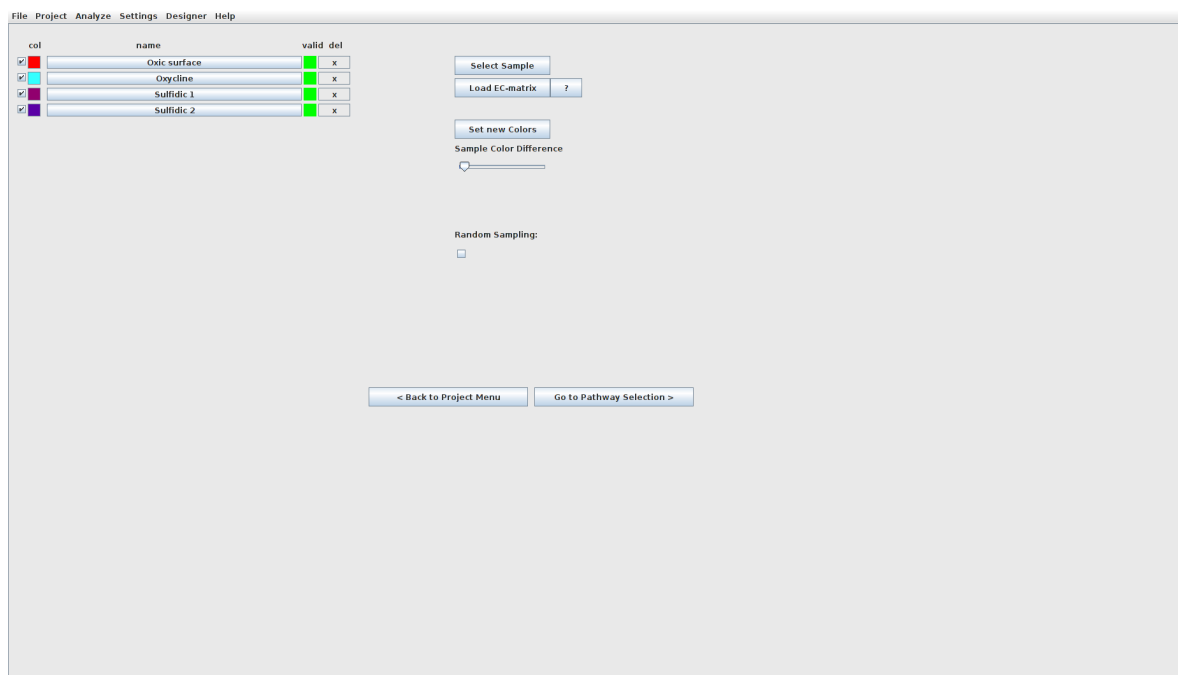 File Project Analyze Settings Designer Help
col name valid del
Oxic surface x
Oxycline x
Sulfidic 1 x
Sulfidic 2 x
Select Sample
Load EC-matrix ?
Set new Colors
Sample Color Difference
Random Sampling:
< Back to Project Menu Go to Pathway Selection >